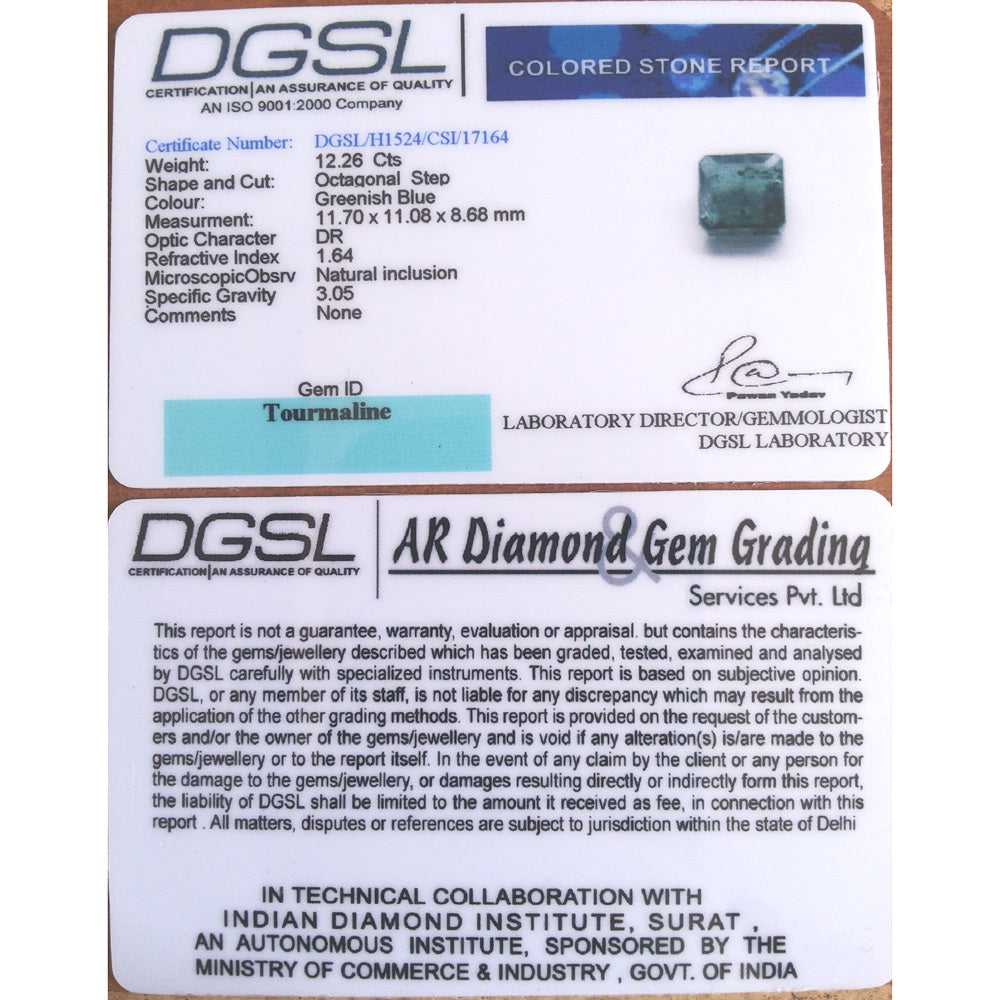 DGSL
CERTIFICATION|AN ASSURANCE OF QUALITY
AN ISO 9001:2000 Company
COLORED STONE REPORT
Certificate Number: DGSL/H1524/CSI/17164
Weight: 12.26 Cts
Shape and Cut: Octagonal Step
Colour: Greenish Blue
Measurment: 11.70 x 11.08 x 8.68 mm
Optic Character DR
Refractive Index 1.64
MicroscopicObsrv Natural inclusion
Specific Gravity 3.05
Comments None
Gem ID
Tourmaline
Pawan Yadav
LABORATORY DIRECTOR/GEMMOLOGIST
DGSL LABORATORY
DGSL
CERTIFICATION|AN ASSURANCE OF QUALITY
AR Diamond & Gem Grading
Services Pvt. Ltd
This report is not a guarantee, warranty, evaluation or appraisal. but contains the characteris-
tics of the gems/jewellery described which has been graded, tested, examined and analysed
by DGSL carefully with specialized instruments. This report is based on subjective opinion.
DGSL, or any member of its staff, is not liable for any discrepancy which may result from the
application of the other grading methods. This report is provided on the request of the custom-
ers and/or the owner of the gems/jewellery and is void if any alteration(s) is/are made to the
gems/jewellery or to the report itself. In the event of any claim by the client or any person for
the damage to the gems/jewellery, or damages resulting directly or indirectly form this report,
the liability of DGSL shall be limited to the amount it received as fee, in connection with this
report . All matters, disputes or references are subject to jurisdiction within the state of Delhi
IN TECHNICAL COLLABORATION WITH
INDIAN DIAMOND INSTITUTE, SURAT ,
AN AUTONOMOUS INSTITUTE, SPONSORED BY THE
MINISTRY OF COMMERCE & INDUSTRY , GOVT. OF INDIA